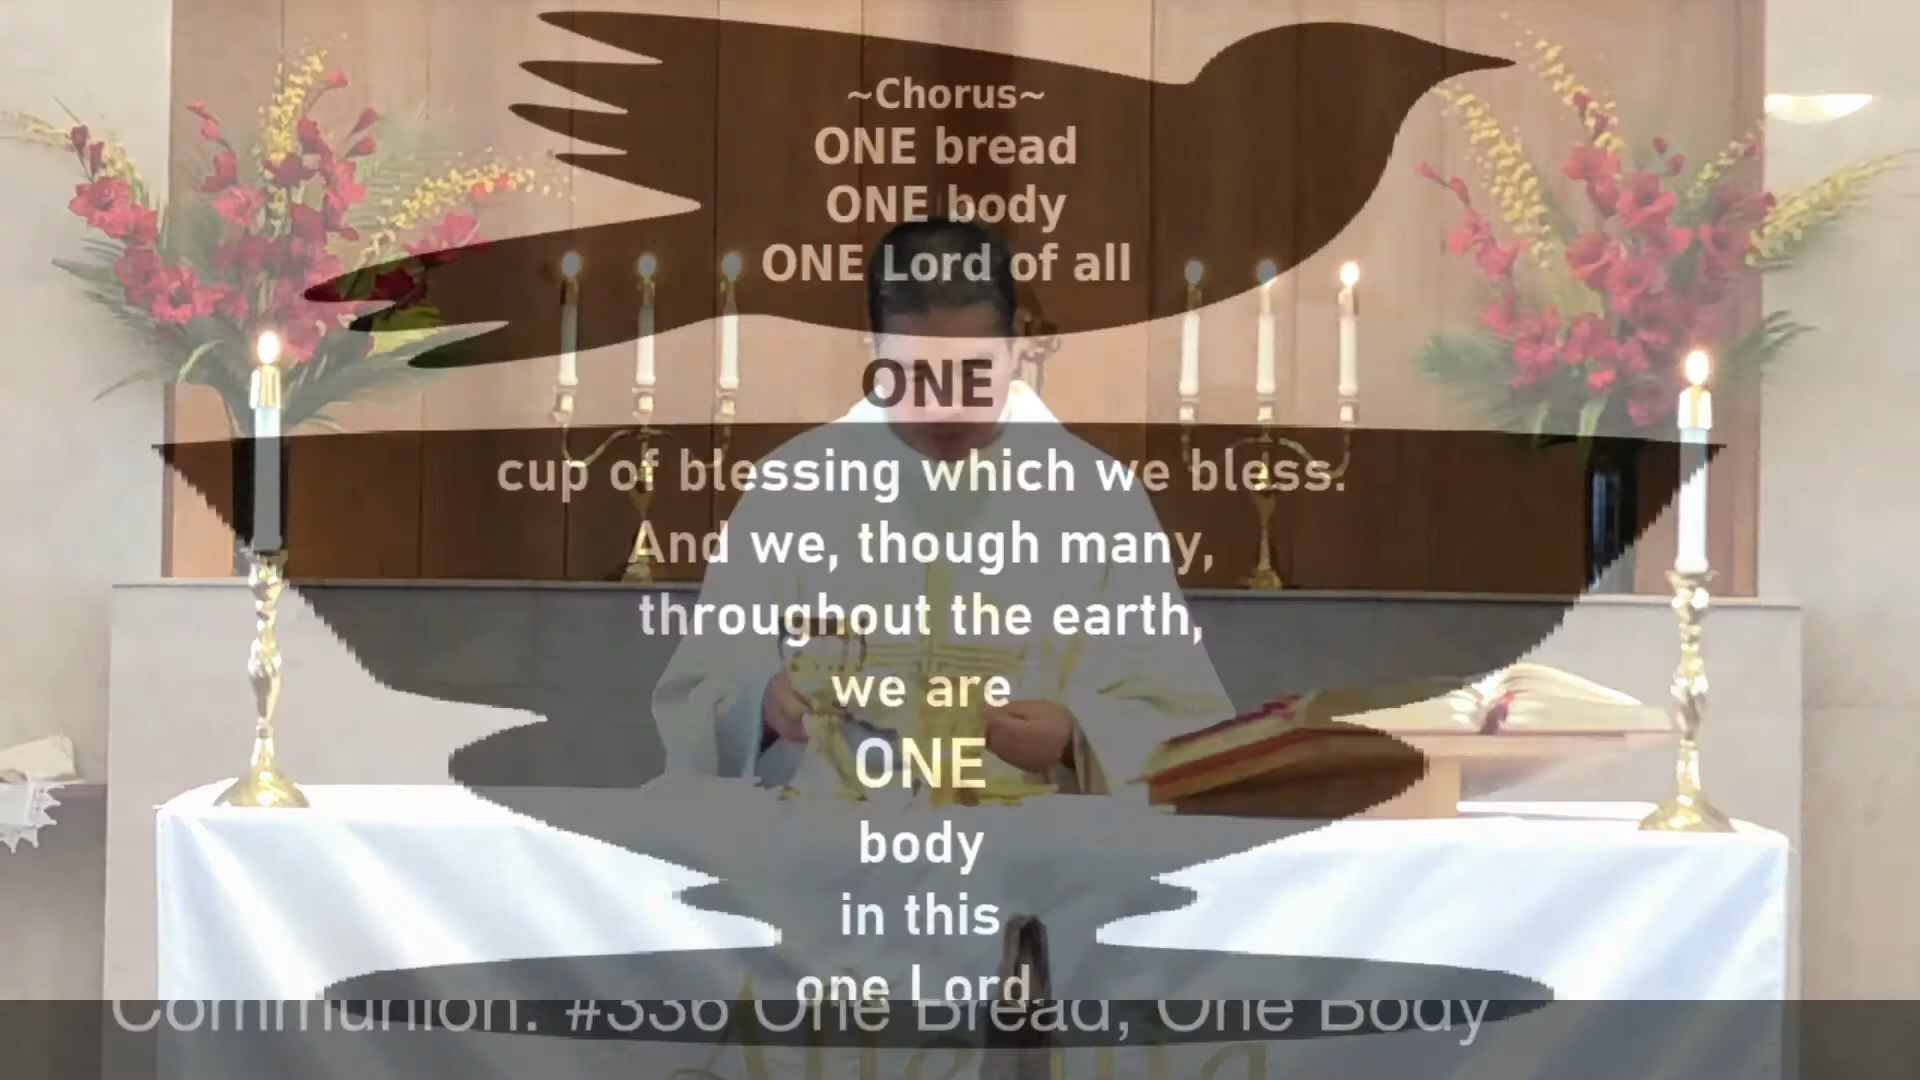 ~Chorus~
ONE bread
ONE body
ONE Lord of all
ONE
cup of blessing which we bless.
And we, though many,
throughout the earth,
we are
ONE
body
in this
one Lord.
Communion: #336 One Bread, One Body
Alleluia